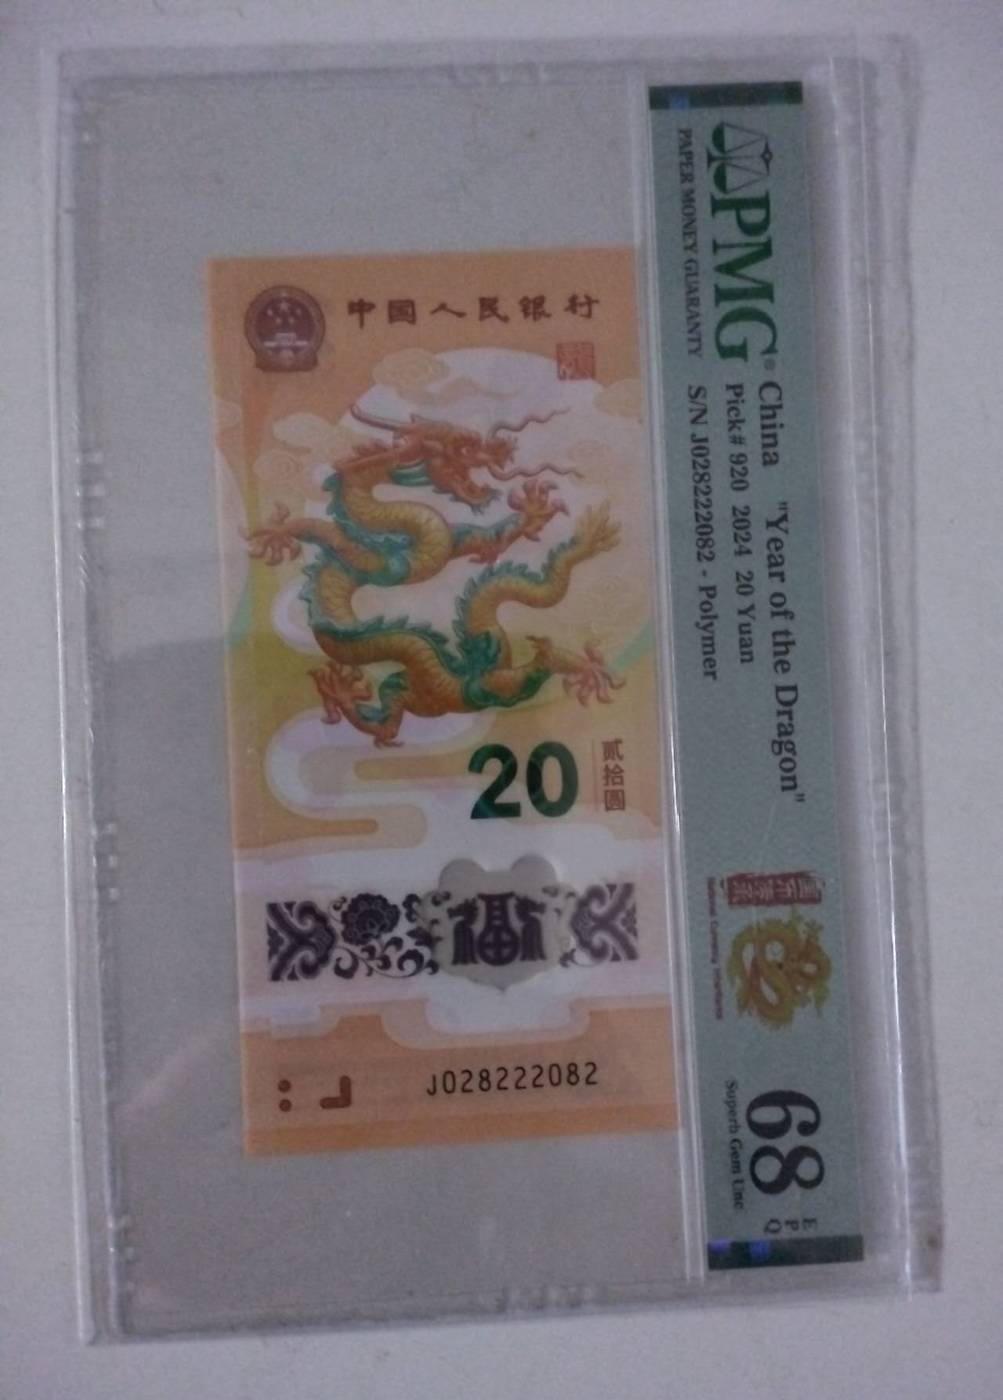 中国人民银行
20
贰拾圆
J028222082
PMG®
PAPER MONEY GUARANTY
China "Year of the Dragon"
Pick# 920 2024 20 Yuan
S/N J028222082 - Polymer
68
EPQ
Superb Gem Unc